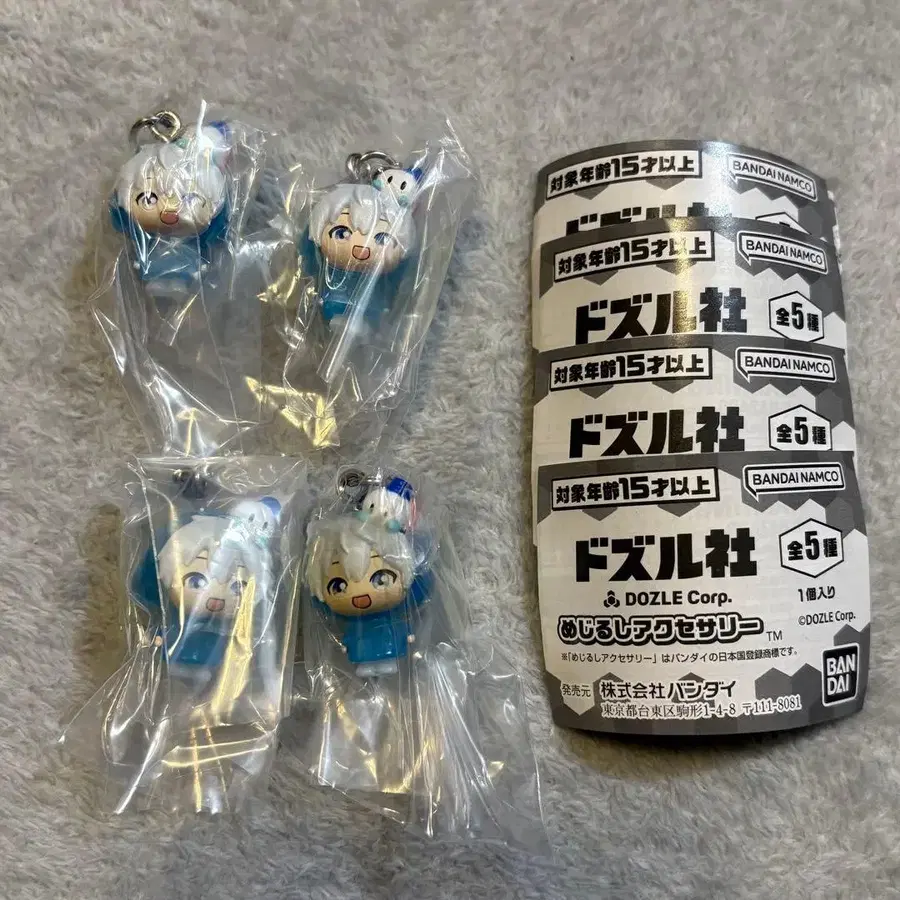 対象年齢15才以上
BANDAI NAMCO
対象年齢15才以上
BANDAI NAMCO
ドズル社
全5種
対象年齢15才以上
BANDAI NAMCO
ドズル社
全5種
対象年齢15才以上
BANDAI NAMCO
ドズル社
全5種
DOZLE Corp.
1個入り
めじるしアクセサリー™
©DOZLE Corp.
※「めじるしアクセサリー」はバンダイの日本国登録商標です。
発売元 株式会社バンダイ
東京都台東区駒形1-4-8 〒111-8081
BANDAI